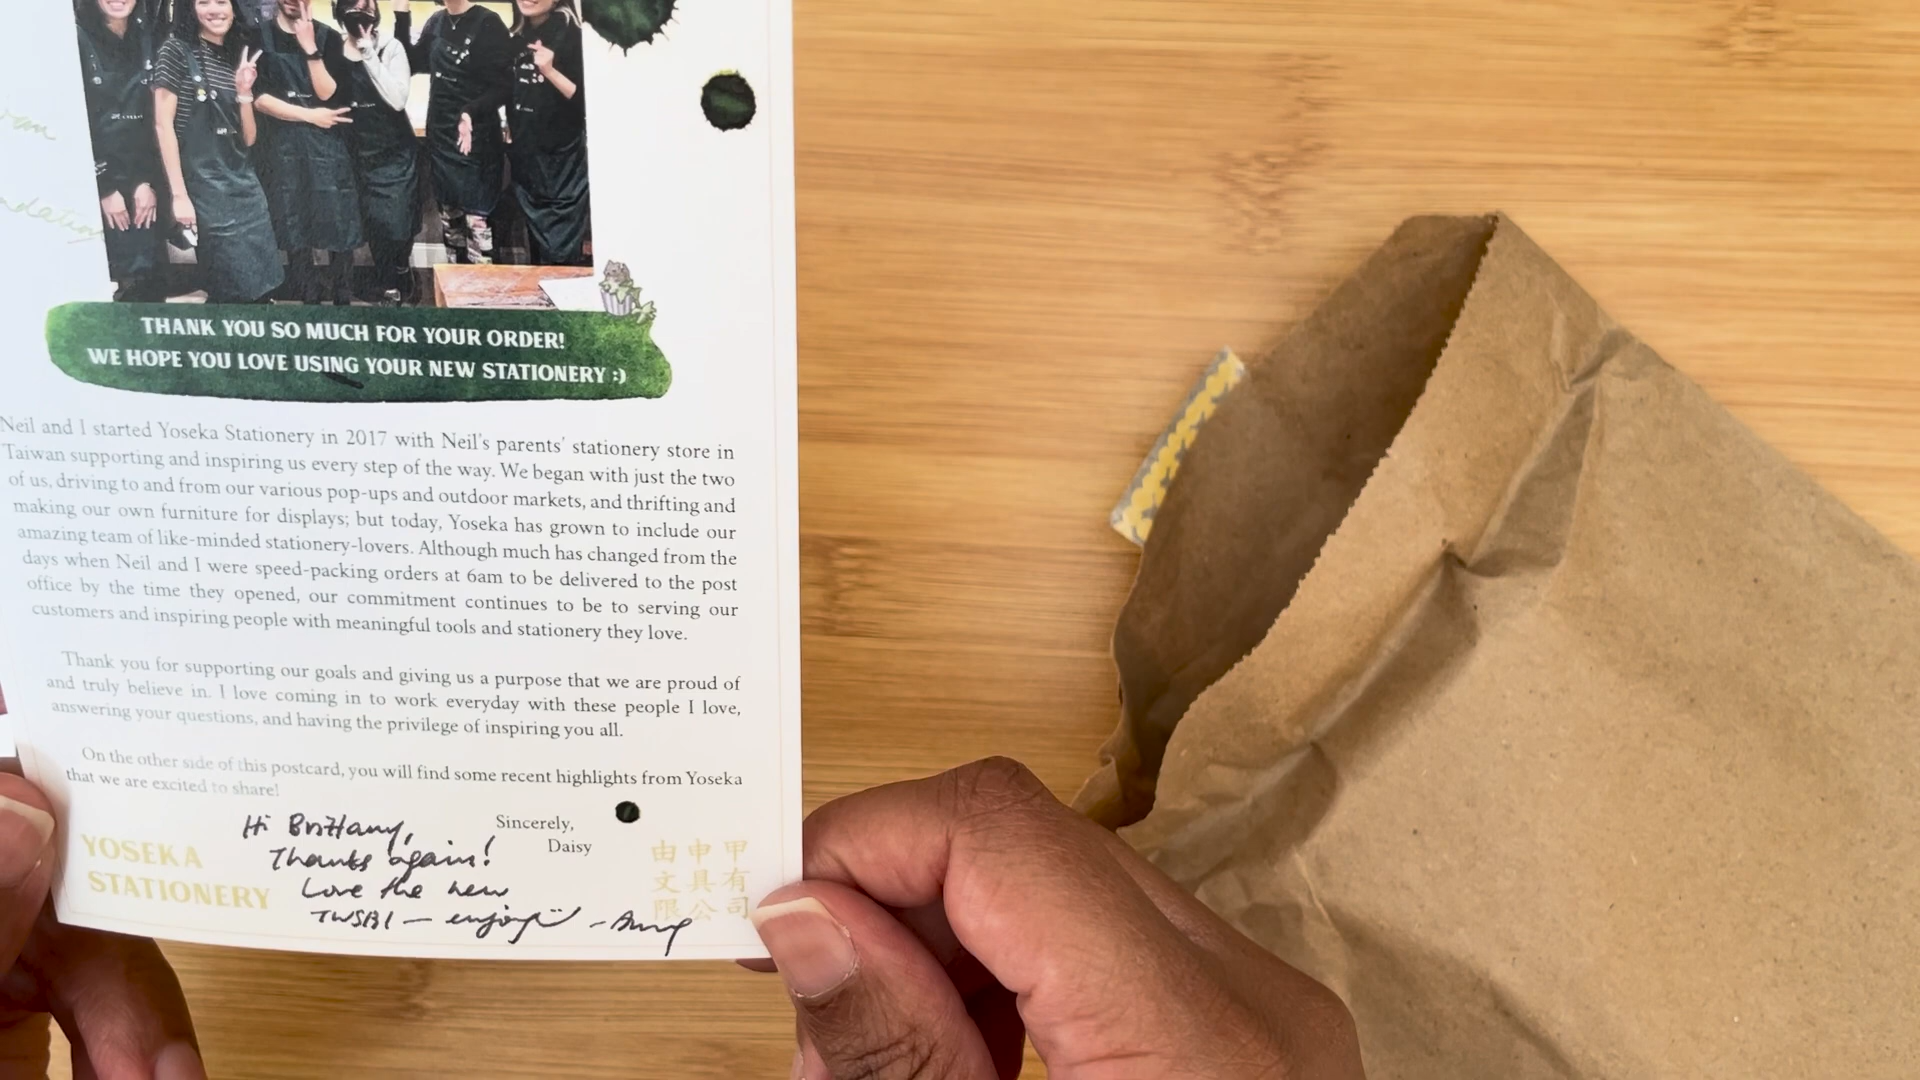 THANK YOU SO MUCH FOR YOUR ORDER!
WE HOPE YOU LOVE USING YOUR NEW STATIONERY :)
Neil and I started Yoseka Stationery in 2017 with Neil's parents' stationery store in
Taiwan supporting and inspiring us every step of the way. We began with just the two
of us, driving to and from our various pop-ups and outdoor markets, and thrifting and
making our own furniture for displays; but today, Yoseka has grown to include our
amazing team of like-minded stationery-lovers. Although much has changed from the
days when Neil and I were speed-packing orders at 6am to be delivered to the post
office by the time they opened, our commitment continues to be to serving our
customers and inspiring people with meaningful tools and stationery they love.
Thank you for supporting our goals and giving us a purpose that we are proud of
and truly believe in. I love coming in to work everyday with these people I love,
answering your questions, and having the privilege of inspiring you all.
On the other side of this postcard, you will find some recent highlights from Yoseka
that we are excited to share!
Sincerely,
Daisy
Hi Brittany,
Thanks again!
Love the new
TWSBI — enjoy! -
YOSEKA
STATIONERY
甲有司
申具公
由文限